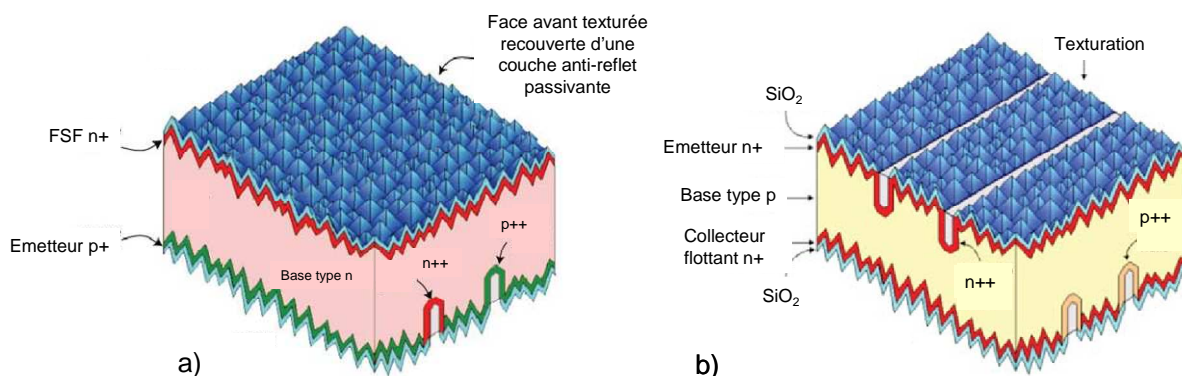 Face avant texturée
recouverte d'une
couche anti-reflet
passivante
FSF n+
Emetteur p+
Base type n
n++
p++
a)
Texturation
SiO2
Emetteur n+
Base type p
Collecteur
flottant n+
SiO2
n++
p++
b)